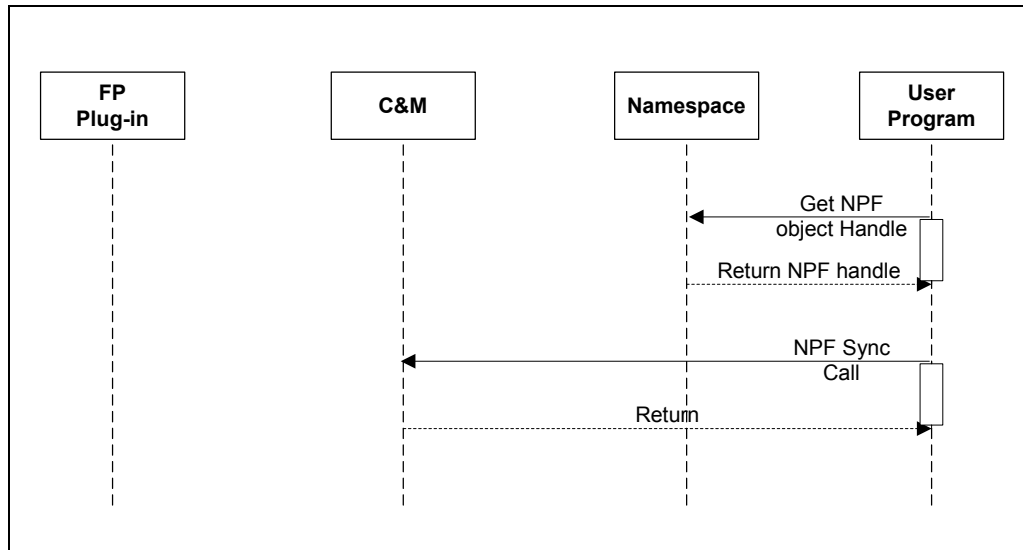 FP
Plug-in
C&M
Namespace
User
Program
Get NPF
object Handle
Return NPF handle
NPF Sync
Call
Return